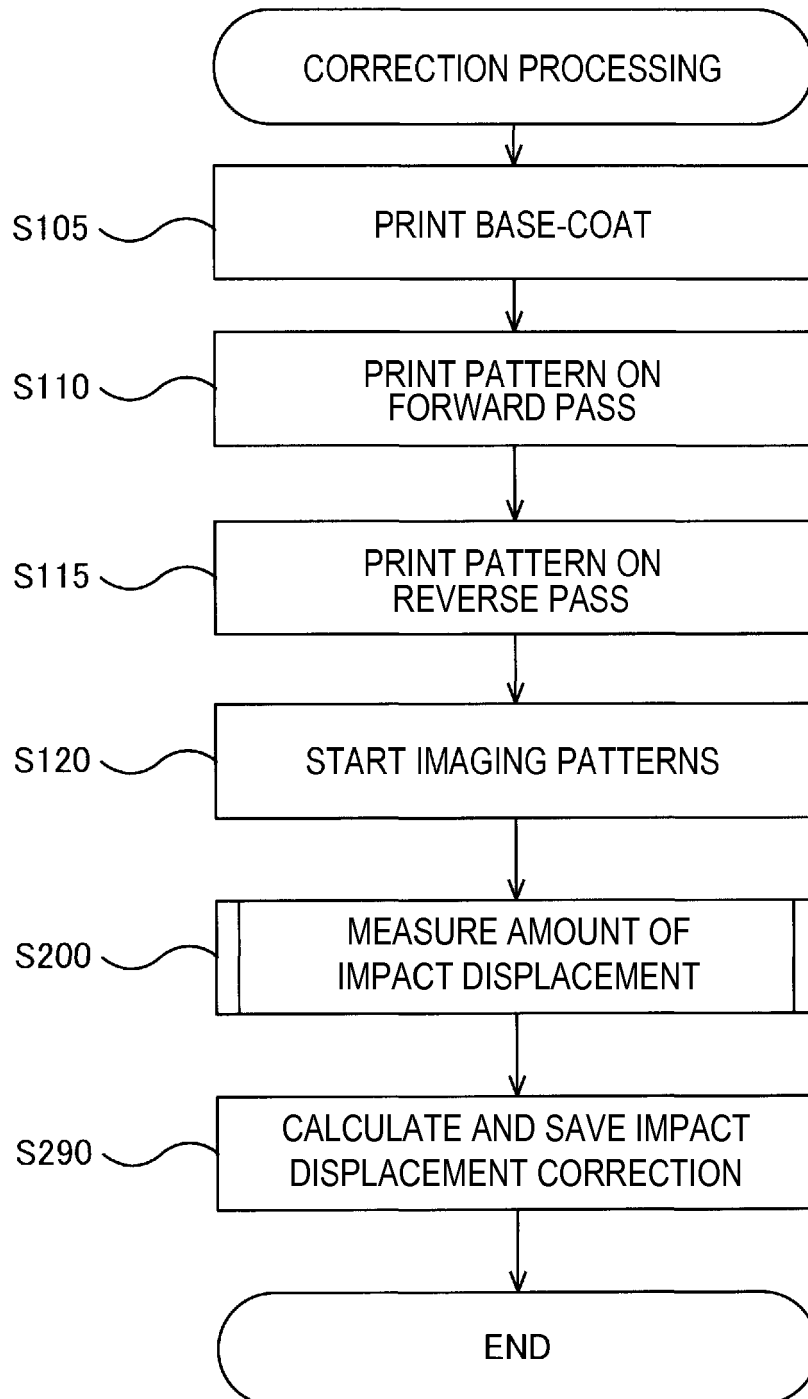 CORRECTION PROCESSING
S105
PRINT BASE-COAT
S110
PRINT PATTERN ON
FORWARD PASS
S115
PRINT PATTERN ON
REVERSE PASS
S120
START IMAGING PATTERNS
S200
MEASURE AMOUNT OF
IMPACT DISPLACEMENT
S290
CALCULATE AND SAVE IMPACT
DISPLACEMENT CORRECTION
END